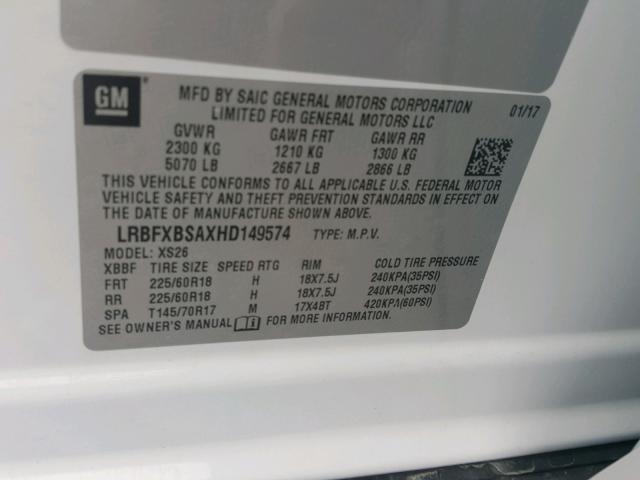 GM
MFD BY SAIC GENERAL MOTORS CORPORATION 01/17
LIMITED FOR GENERAL MOTORS LLC
GVWR GAWR FRT GAWR RR
2300 KG 1210 KG 1300 KG
5070 LB 2667 LB 2866 LB
THIS VEHICLE CONFORMS TO ALL APPLICABLE U.S. FEDERAL MOTOR
VEHICLE SAFETY AND THEFT PREVENTION STANDARDS IN EFFECT ON
THE DATE OF MANUFACTURE SHOWN ABOVE.
LRBFXBSAXHD149574 TYPE: M.P.V.
MODEL: XS26
XBBF TIRE SIZE SPEED RTG RIM COLD TIRE PRESSURE
FRT 225/60R18 H 18X7.5J 240KPA(35PSI)
RR 225/60R18 H 18X7.5J 240KPA(35PSI)
SPA T145/70R17 M 17X4BT 420KPA(60PSI)
SEE OWNER'S MANUAL FOR MORE INFORMATION.